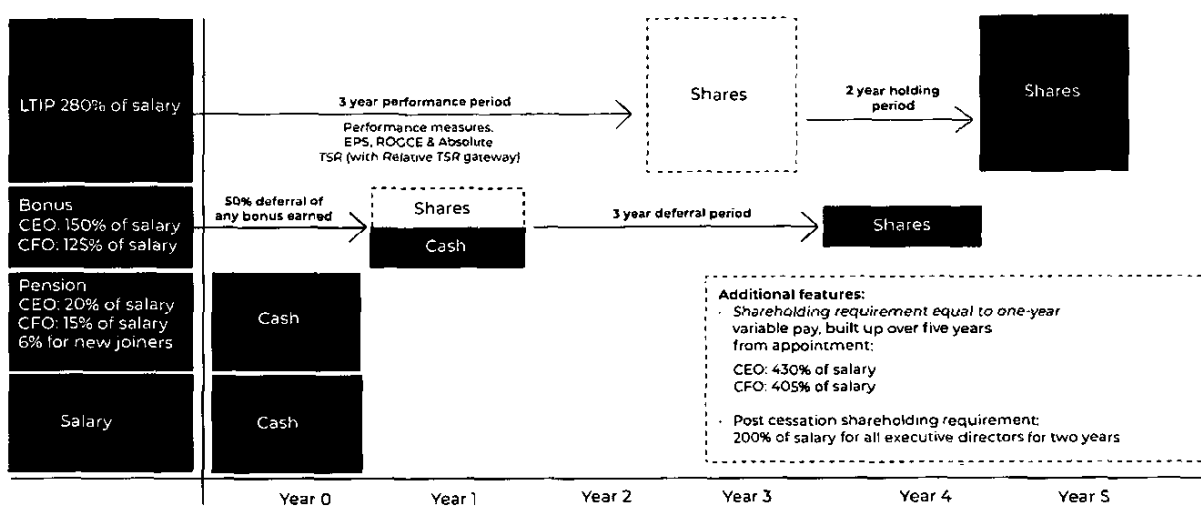 LTIP 280% of salary
3 year performance period
Performance measures.
EPS, ROGCE & Absolute
TSR (with Relative TSR gateway)
Shares
2 year holding
period
Shares
Bonus
CEO: 150% of salary
CFO: 125% of salary
50% deferral of
any bonus earned
Shares
Cash
3 year deferral period
Shares
Pension
CEO: 20% of salary
CFO: 15% of salary
6% for new joiners
Cash
Salary
Cash
Additional features:
· Shareholding requirement equal to one-year
variable pay, built up over five years
from appointment:
CEO: 430% of salary
CFO: 405% of salary
· Post cessation shareholding requirement:
200% of salary for all executive directors for two years
Year 0
Year 1
Year 2
Year 3
Year 4
Year 5